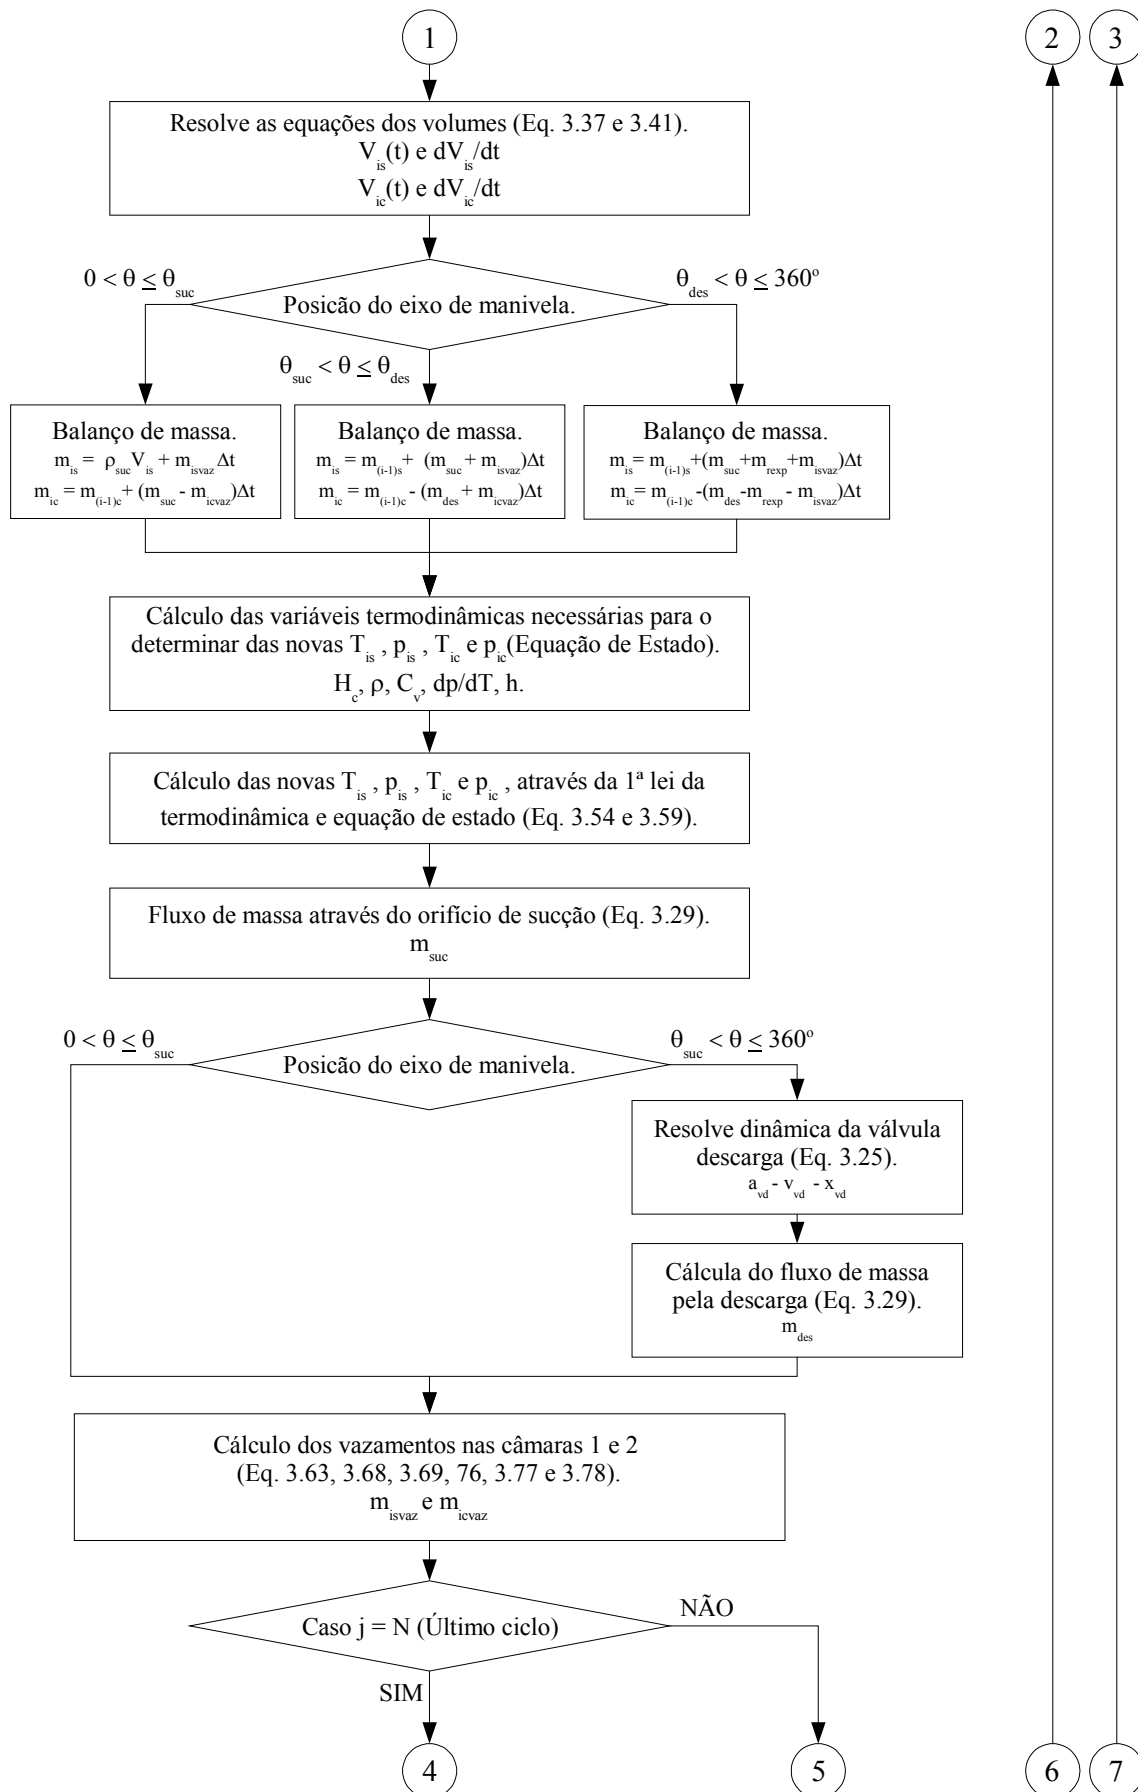 1
2
3
Resolve as equações dos volumes (Eq. 3.37 e 3.41).
V_is(t) e dV_is/dt
V_ic(t) e dV_ic/dt
0 < θ ≤ θ_suc
θ_des < θ ≤ 360º
Posicão do eixo de manivela.
θ_suc < θ ≤ θ_des
Balanço de massa.
m_is = ρ_suc V_is + m_isvaz Δt
m_ic = m_(i-1)c + (m_suc - m_icvaz)Δt
Balanço de massa.
m_is = m_(i-1)s + (m_suc + m_isvaz)Δt
m_ic = m_(i-1)c - (m_des + m_icvaz)Δt
Balanço de massa.
m_is = m_(i-1)s +(m_suc +m_rexp +m_isvaz)Δt
m_ic = m_(i-1)c -(m_des -m_rexp - m_isvaz)Δt
Cálculo das variáveis termodinâmicas necessárias para o
determinar das novas T_is , p_is , T_ic e p_ic (Equação de Estado).
H_c, ρ, C_v, dp/dT, h.
Cálculo das novas T_is , p_is , T_ic e p_ic , através da 1ª lei da
termodinâmica e equação de estado (Eq. 3.54 e 3.59).
Fluxo de massa através do orifício de sucção (Eq. 3.29).
m_suc
0 < θ ≤ θ_suc
θ_suc < θ ≤ 360º
Posicão do eixo de manivela.
Resolve dinâmica da válvula
descarga (Eq. 3.25).
a_vd - v_vd - x_vd
Cálcula do fluxo de massa
pela descarga (Eq. 3.29).
m_des
Cálculo dos vazamentos nas câmaras 1 e 2
(Eq. 3.63, 3.68, 3.69, 76, 3.77 e 3.78).
m_isvaz e m_icvaz
Caso j = N (Último ciclo)
NÃO
SIM
4
5
6
7